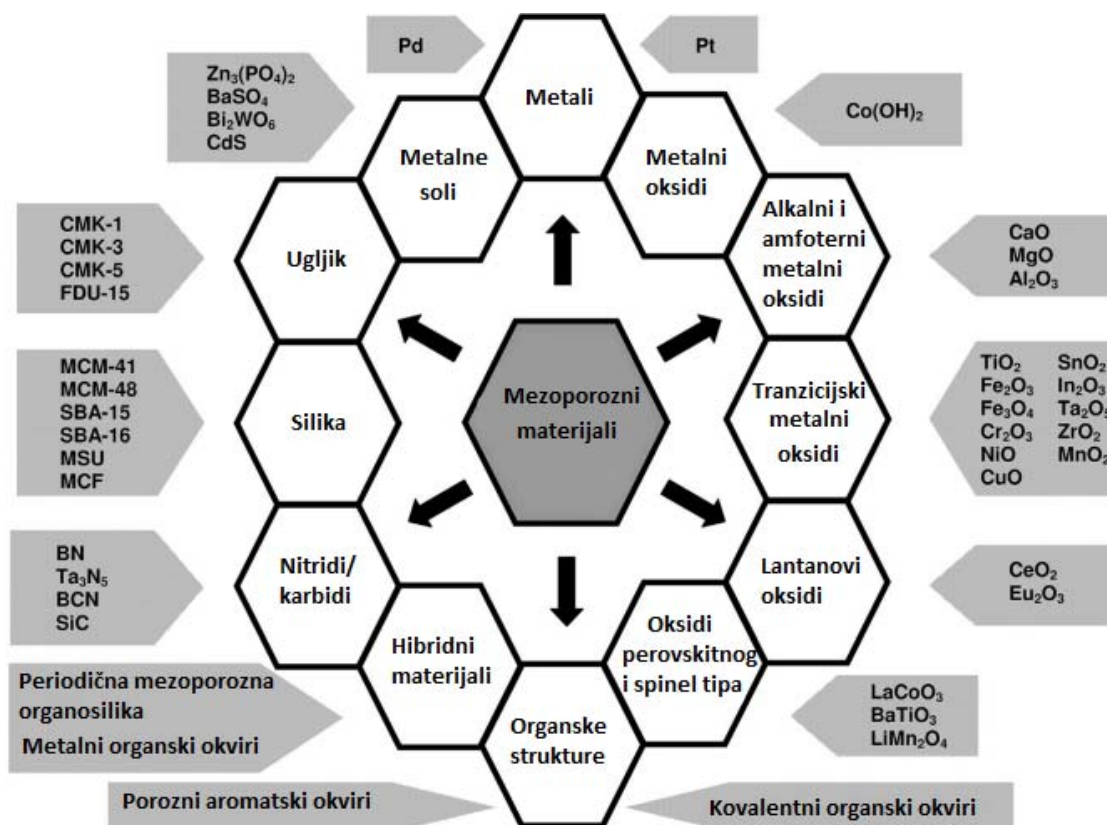 Pd
Pt
Metali
Zn₃(PO₄)₂
BaSO₄
Bi₂WO₆
CdS
Metalne
soli
Metalni
oksidi
Co(OH)₂
CMK-1
CMK-3
CMK-5
FDU-15
Ugljik
Alkalni i
amfoterni
metalni
oksidi
CaO
MgO
Al₂O₃
MCM-41
MCM-48
SBA-15
SBA-16
MSU
MCF
Silika
Mezoporozni
materijali
Tranzicijski
metalni
oksidi
TiO₂ SnO₂
Fe₂O₃ In₂O₃
Fe₃O₄ Ta₂O₅
Cr₂O₃ ZrO₂
NiO MnO₂
CuO
BN
Ta₃N₅
BCN
SiC
Nitridi/
karbidi
Lantanovi
oksidi
CeO₂
Eu₂O₃
Hibridni
materijali
Oksidi
perovskitnog
i spinel tipa
Periodična mezoporozna
organosilika
Metalni organski okviri
Organske
strukture
LaCoO₃
BaTiO₃
LiMn₂O₄
Porozni aromatski okviri
Kovalentni organski okviri